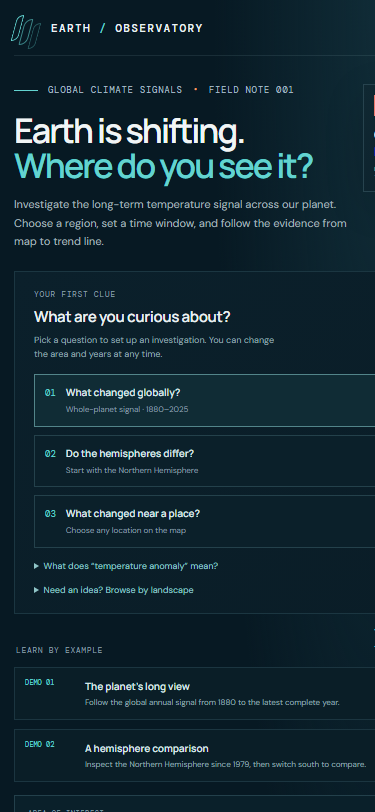 EARTH / OBSERVATORY
GLOBAL CLIMATE SIGNALS • FIELD NOTE 001
Earth is shifting.
Where do you see it?
Investigate the long-term temperature signal across our planet.
Choose a region, set a time window, and follow the evidence from
map to trend line.
YOUR FIRST CLUE
What are you curious about?
Pick a question to set up an investigation. You can change
the area and years at any time.
01 What changed globally?
Whole-planet signal · 1880–2025
02 Do the hemispheres differ?
Start with the Northern Hemisphere
03 What changed near a place?
Choose any location on the map
▶ What does “temperature anomaly” mean?
▶ Need an idea? Browse by landscape
LEARN BY EXAMPLE
DEMO 01 The planet's long view
Follow the global annual signal from 1880 to the latest complete year.
DEMO 02 A hemisphere comparison
Inspect the Northern Hemisphere since 1979, then switch south to compare.
AREA OF INTEREST